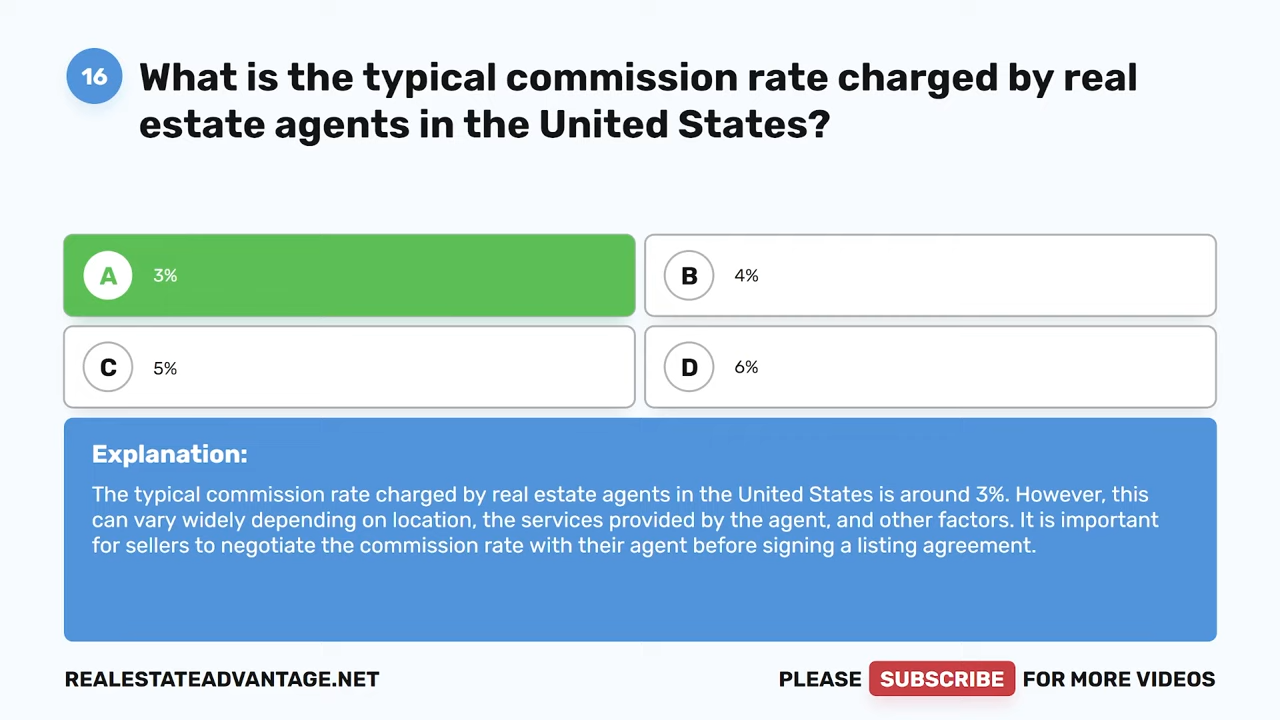 16
What is the typical commission rate charged by real
estate agents in the United States?
A 3%
B 4%
C 5%
D 6%
Explanation:
The typical commission rate charged by real estate agents in the United States is around 3%. However, this
can vary widely depending on location, the services provided by the agent, and other factors. It is important
for sellers to negotiate the commission rate with their agent before signing a listing agreement.
REALESTATEADVANTAGE.NET
PLEASE SUBSCRIBE FOR MORE VIDEOS